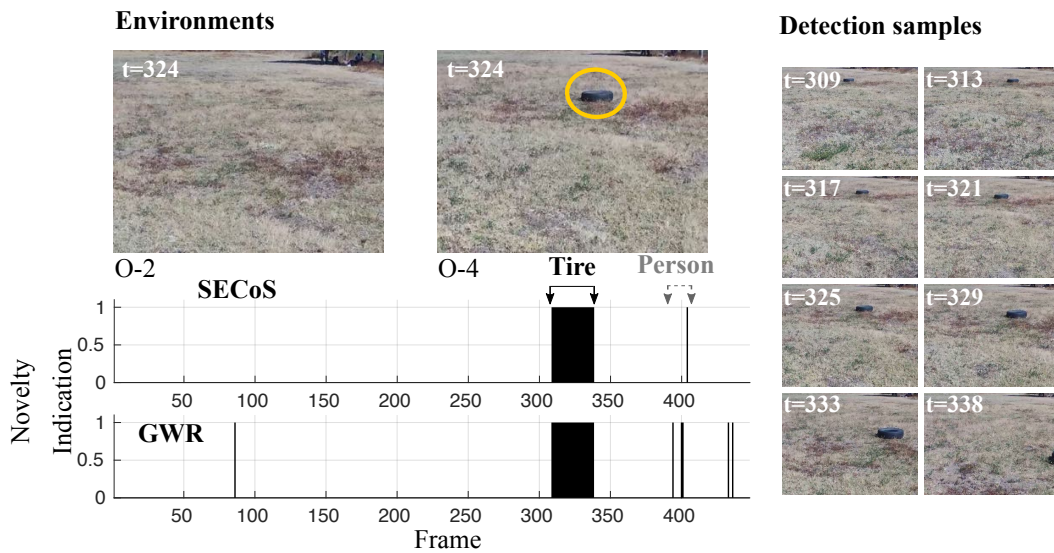 Environments
Detection samples
t=324
t=324
t=309
t=313
t=317
t=321
t=325
t=329
t=333
t=338
O-2
O-4
Tire
Person
SECoS
1
0.5
0
50 100 150 200 250 300 350 400
GWR
1
0.5
0
50 100 150 200 250 300 350 400
Frame
Novelty
Indication